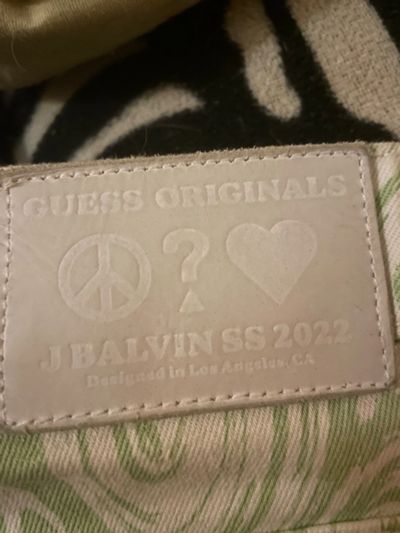 GUESS ORIGINALS
?
J BALVIN SS 2022
Designed in Los Angeles, CA